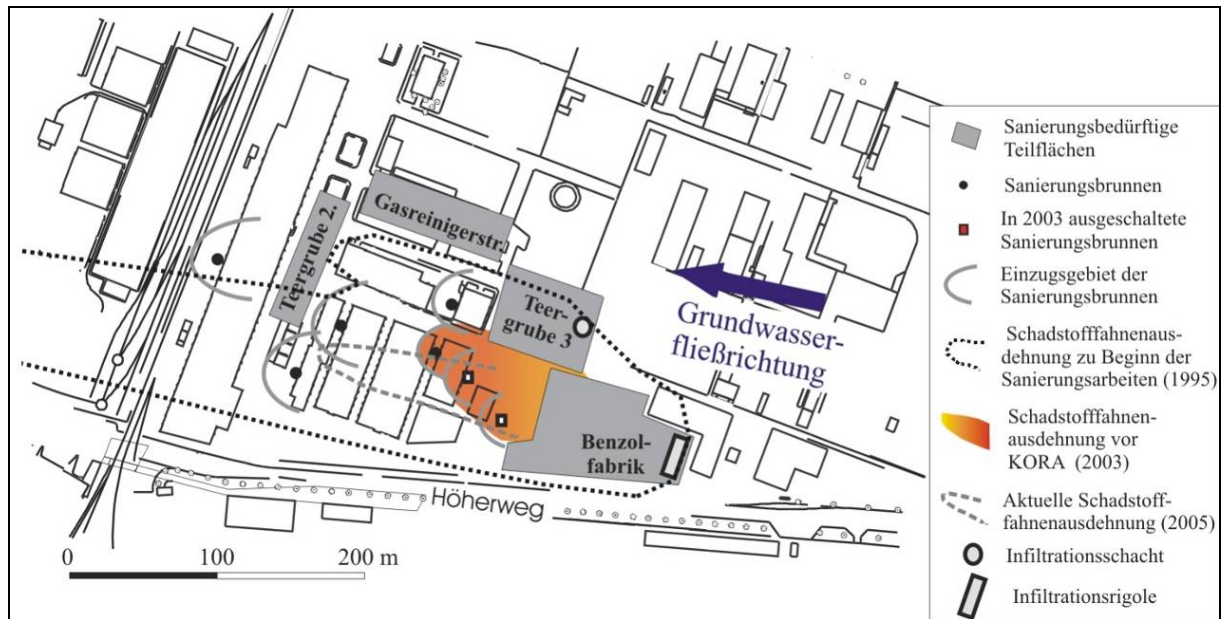 Gasreinigerstr.
Teergrube 2.
Teer-
grube 3
Grundwasser-
fließrichtung
Benzol-
fabrik
Höherweg
0 100 200 m
Sanierungsbedürftige
Teilflächen
Sanierungsbrunnen
In 2003 ausgeschaltete
Sanierungsbrunnen
Einzugsgebiet der
Sanierungsbrunnen
Schadstofffahnenaus-
dehnung zu Beginn der
Sanierungsarbeiten (1995)
Schadstofffahnen-
ausdehnung vor
KORA (2003)
Aktuelle Schadstoff-
fahnenausdehnung (2005)
Infiltrationsschacht
Infiltrationsrigole